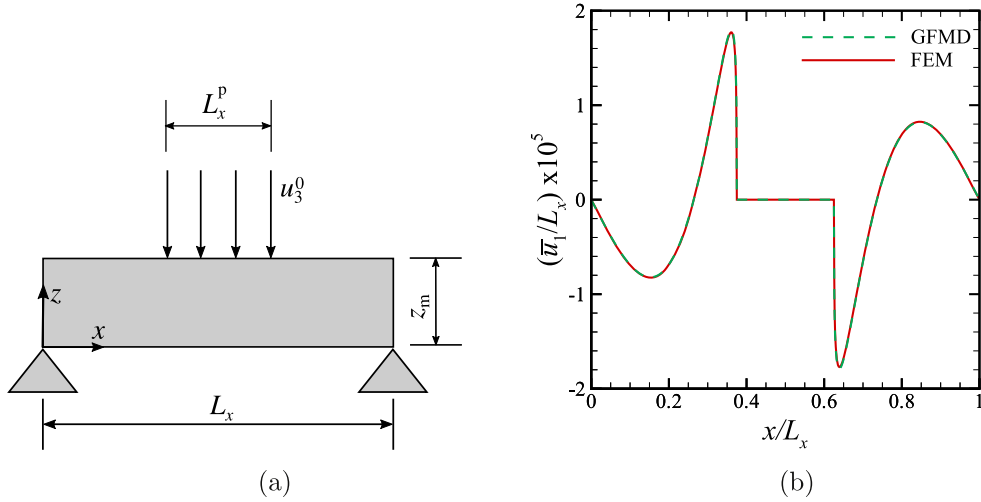 L_x^p
u_3^0
z
x
z_m
L_x
(a)
2
1
0
-1
-2
(ū_1/L_x) x10^5
GFMD
FEM
0 0.2 0.4 0.6 0.8 1
x/L_x
(b)